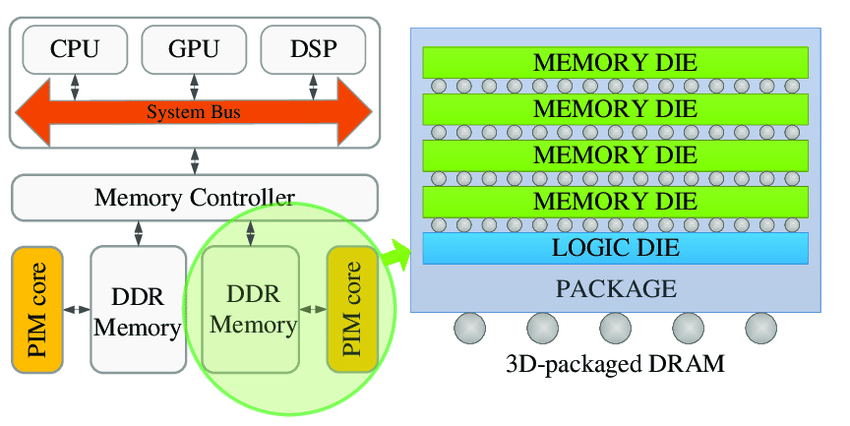 CPU
GPU
DSP
System Bus
Memory Controller
PIM core
DDR
Memory
DDR
Memory
PIM core
MEMORY DIE
MEMORY DIE
MEMORY DIE
MEMORY DIE
LOGIC DIE
PACKAGE
3D-packaged DRAM